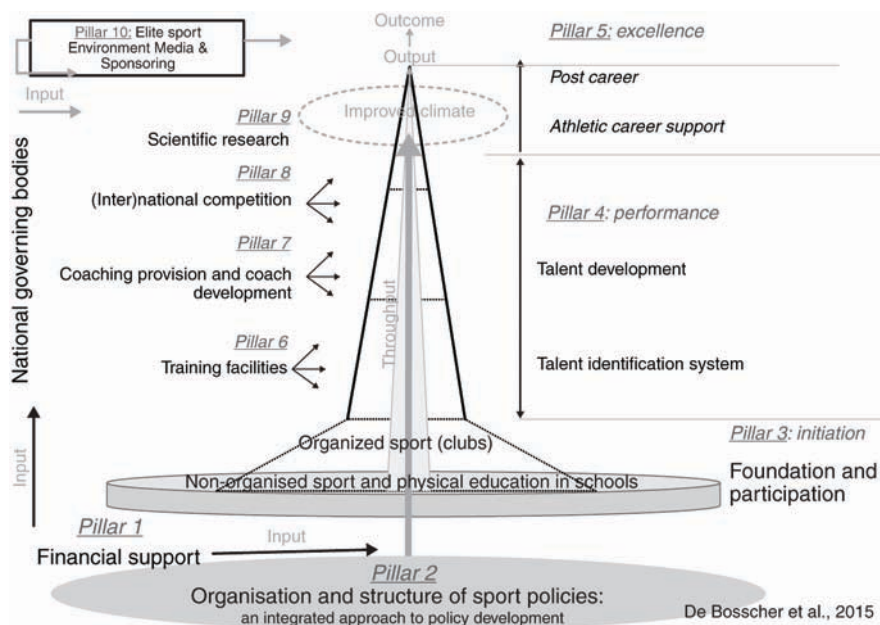 Pillar 10: Elite sport
Environment Media &
Sponsoring
Input
Outcome
Output
Improved climate
Pillar 5: excellence
Post career
Athletic career support
Pillar 9
Scientific research
Pillar 8
(Inter)national competition
Pillar 7
Coaching provision and coach
development
Pillar 6
Training facilities
National governing bodies
Input
Throughout
Pillar 4: performance
Talent development
Talent identification system
Organized sport (clubs)
Non-organised sport and physical education in schools
Pillar 3: initiation
Foundation and
participation
Pillar 1
Financial support
Input
Pillar 2
Organisation and structure of sport policies:
an integrated approach to policy development
De Bosscher et al., 2015